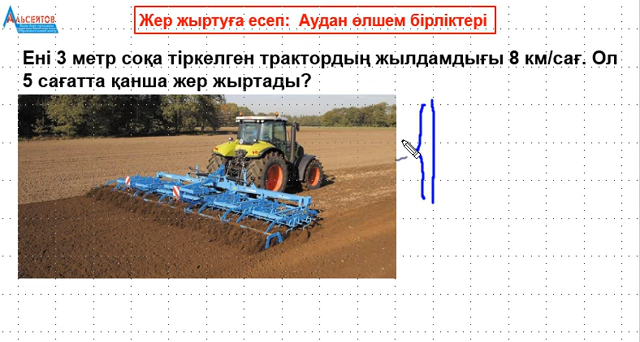 АЛЬСЕИТОВ
Жер жыртуға есеп: Аудан өлшем бірліктері
Ені 3 метр соқа тіркелген трактордың жылдамдығы 8 км/сағ. Ол
5 сағатта қанша жер жыртады?